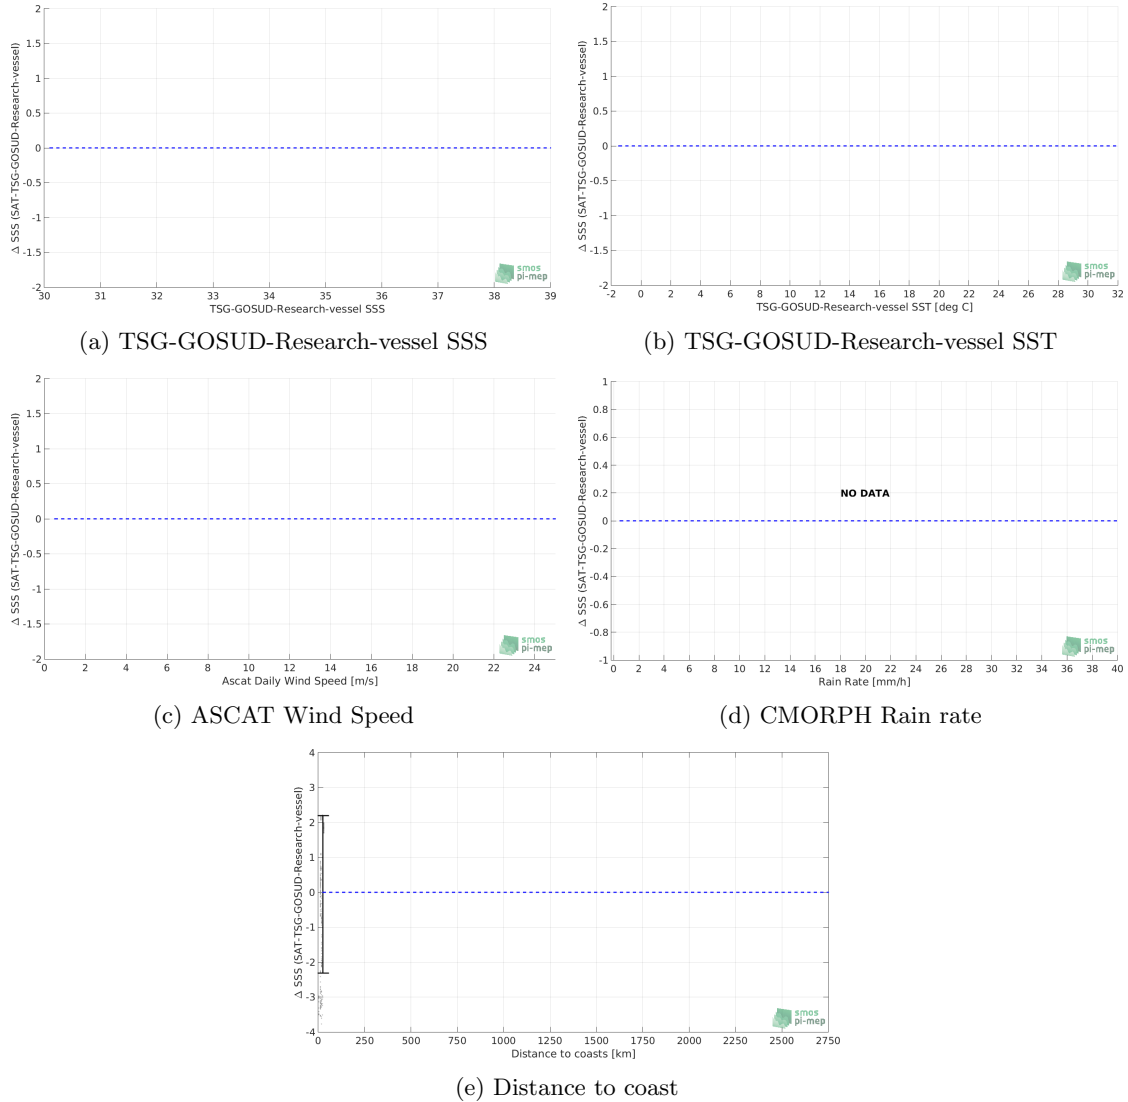 Δ SSS (SAT-TSG-GOSUD-Research-vessel)
2
1.5
1
0.5
0
-0.5
-1
-1.5
-2
30 31 32 33 34 35 36 37 38 39
TSG-GOSUD-Research-vessel SSS
smos
pi-mep
(a) TSG-GOSUD-Research-vessel SSS
Δ SSS (SAT-TSG-GOSUD-Research-vessel)
2
1.5
1
0.5
0
-0.5
-1
-1.5
-2
-2 0 2 4 6 8 10 12 14 16 18 20 22 24 26 28 30 32
TSG-GOSUD-Research-vessel SST [deg C]
smos
pi-mep
(b) TSG-GOSUD-Research-vessel SST
Δ SSS (SAT-TSG-GOSUD-Research-vessel)
2
1.5
1
0.5
0
-0.5
-1
-1.5
-2
0 2 4 6 8 10 12 14 16 18 20 22 24
Ascat Daily Wind Speed [m/s]
smos
pi-mep
(c) ASCAT Wind Speed
Δ SSS (SAT-TSG-GOSUD-Research-vessel)
1
0.8
0.6
0.4
0.2
0
-0.2
-0.4
-0.6
-0.8
-1
NO DATA
0 2 4 6 8 10 12 14 16 18 20 22 24 26 28 30 32 34 36 38 40
Rain Rate [mm/h]
smos
pi-mep
(d) CMORPH Rain rate
Δ SSS (SAT-TSG-GOSUD-Research-vessel)
4
3
2
1
0
-1
-2
-3
-4
0 250 500 750 1000 1250 1500 1750 2000 2250 2500 2750
Distance to coasts [km]
smos
pi-mep
(e) Distance to coast